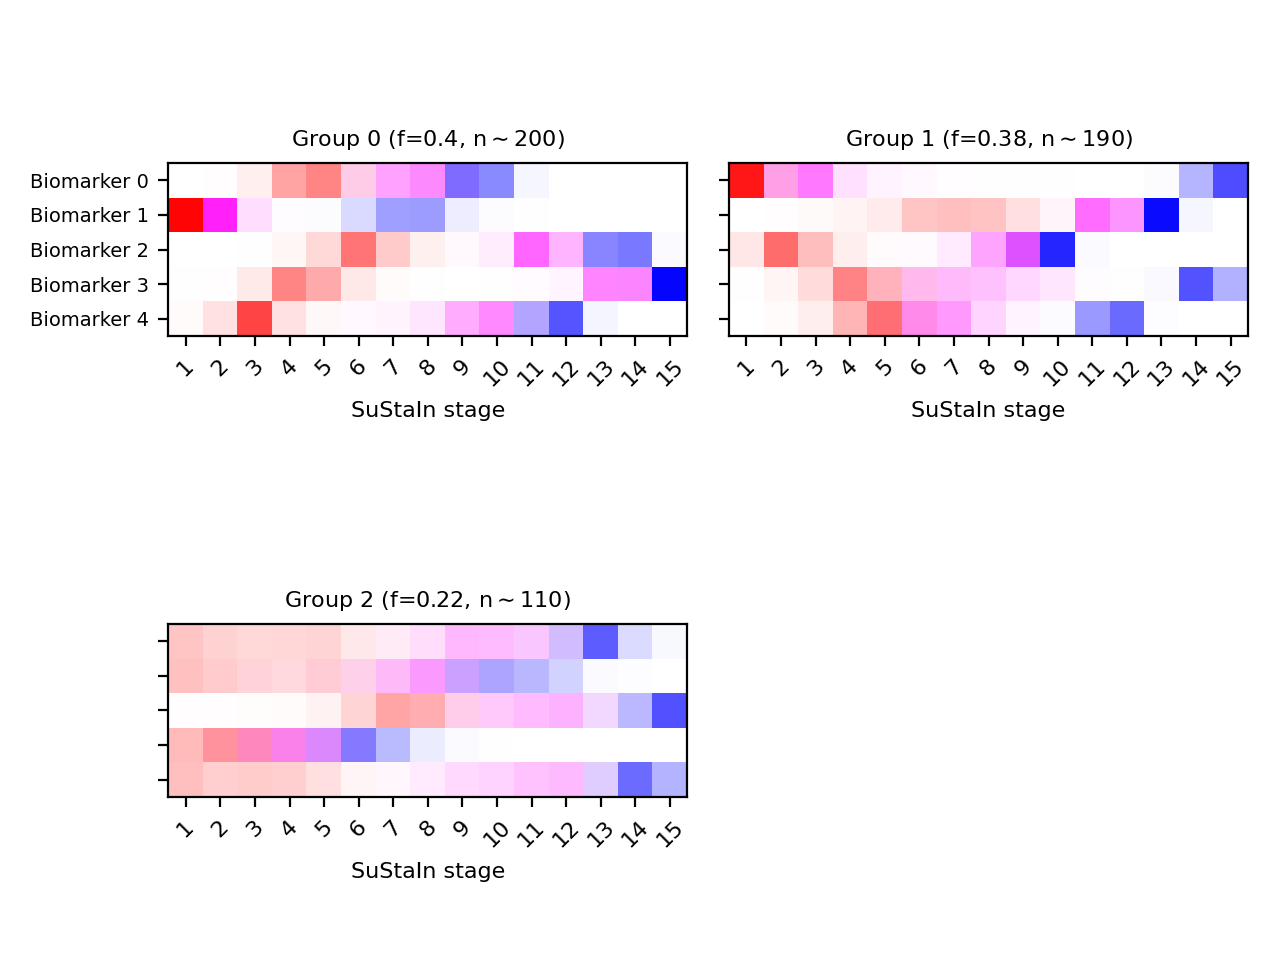 Group 0 (f=0.4, n∼200)
Group 1 (f=0.38, n∼190)
Biomarker 0
Biomarker 1
Biomarker 2
Biomarker 3
Biomarker 4
1 2 3 4 5 6 7 8 9 10 11 12 13 14 15
1 2 3 4 5 6 7 8 9 10 11 12 13 14 15
SuStaIn stage
SuStaIn stage
Group 2 (f=0.22, n∼110)
1 2 3 4 5 6 7 8 9 10 11 12 13 14 15
SuStaIn stage